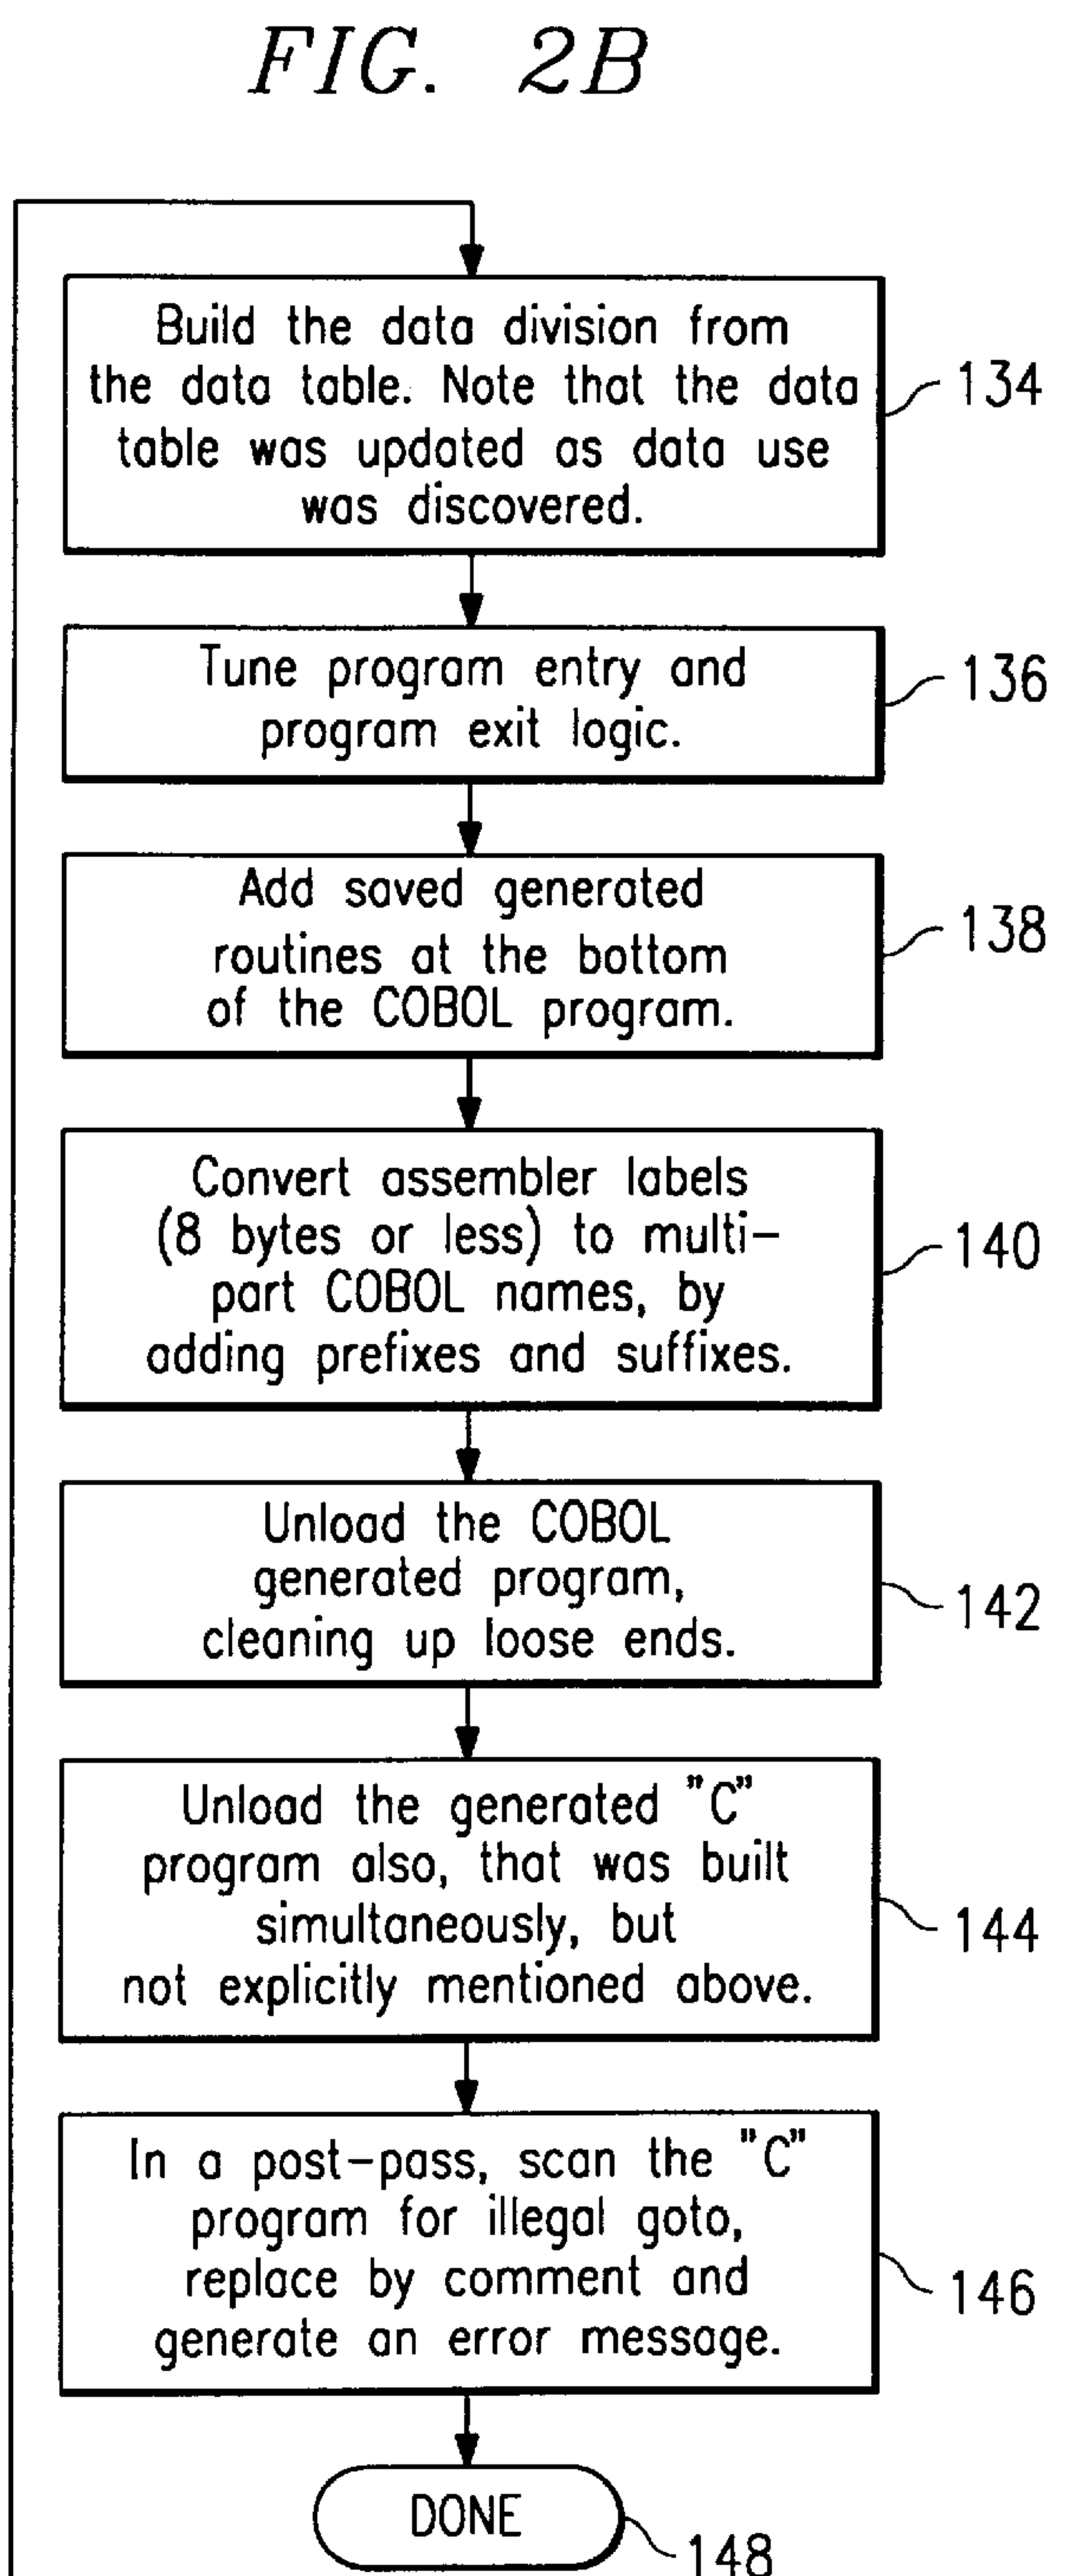 FIG. 2B
Build the data division from
the data table. Note that the data
table was updated as data use
was discovered.
134
Tune program entry and
program exit logic.
136
Add saved generated
routines at the bottom
of the COBOL program.
138
Convert assembler labels
(8 bytes or less) to multi-
part COBOL names, by
adding prefixes and suffixes.
140
Unload the COBOL
generated program,
cleaning up loose ends.
142
Unload the generated "C"
program also, that was built
simultaneously, but
not explicitly mentioned above.
144
In a post-pass, scan the "C"
program for illegal goto,
replace by comment and
generate an error message.
146
DONE
148